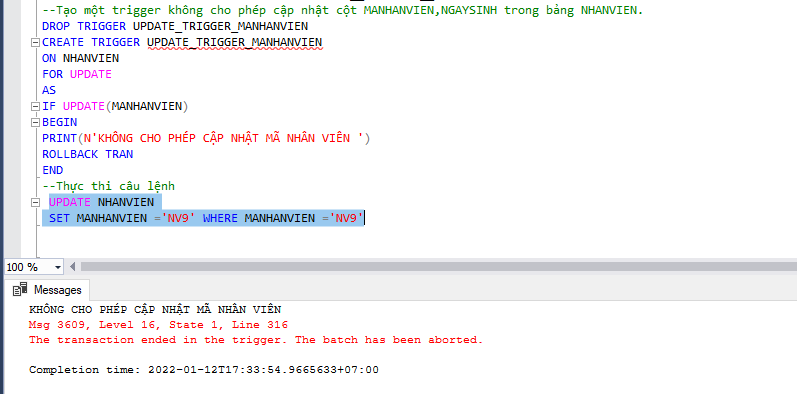 --Tạo một trigger không cho phép cập nhật cột MANHANVIEN,NGAYSINH trong bảng NHANVIEN.
DROP TRIGGER UPDATE_TRIGGER_MANHANVIEN
CREATE TRIGGER UPDATE_TRIGGER_MANHANVIEN
ON NHANVIEN
FOR UPDATE
AS
IF UPDATE(MANHANVIEN)
BEGIN
PRINT(N'KHÔNG CHO PHÉP CẬP NHẬT MÃ NHÂN VIÊN ')
ROLLBACK TRAN
END
--Thực thi câu lệnh
UPDATE NHANVIEN
SET MANHANVIEN ='NV9' WHERE MANHANVIEN ='NV9'
100 %
Messages
KHÔNG CHO PHÉP CẬP NHẬT MÃ NHÂN VIÊN
Msg 3609, Level 16, State 1, Line 316
The transaction ended in the trigger. The batch has been aborted.
Completion time: 2022-01-12T17:33:54.9665633+07:00